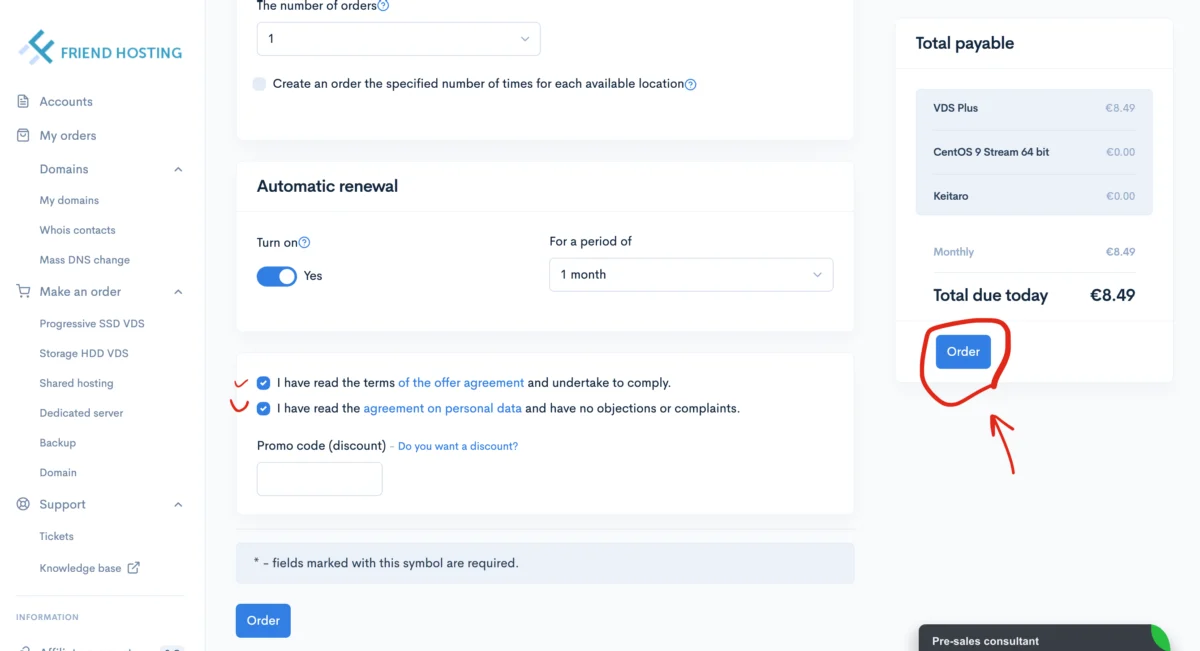 FRIEND HOSTING
Accounts
My orders
Domains
My domains
Whois contacts
Mass DNS change
Make an order
Progressive SSD VDS
Storage HDD VDS
Shared hosting
Dedicated server
Backup
Domain
Support
Tickets
Knowledge base
INFORMATION
The number of orders
1
Create an order the specified number of times for each available location
Automatic renewal
Turn on
Yes
For a period of
1 month
I have read the terms of the offer agreement and undertake to comply.
I have read the agreement on personal data and have no objections or complaints.
Promo code (discount) - Do you want a discount?
* - fields marked with this symbol are required.
Order
Total payable
VDS Plus €8.49
CentOS 9 Stream 64 bit €0.00
Keitaro €0.00
Monthly €8.49
Total due today €8.49
Order
Pre-sales consultant